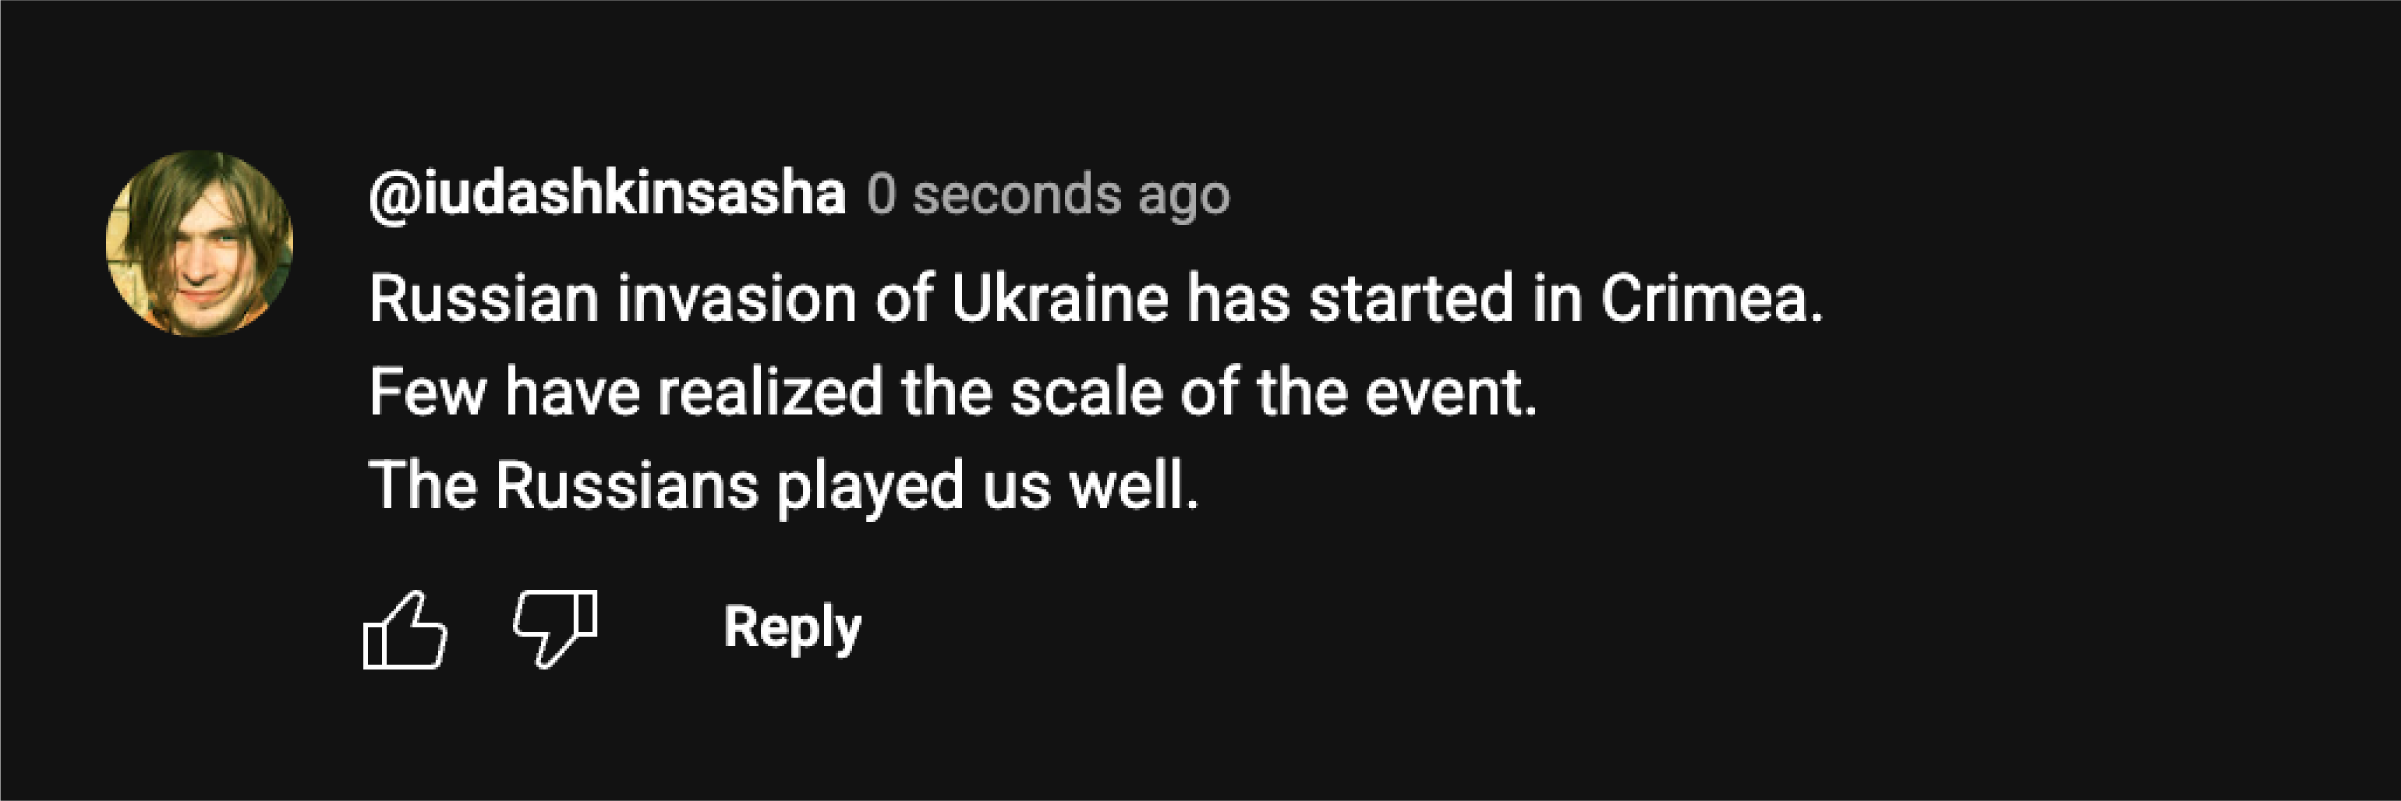 @iudashkinsasha 0 seconds ago
Russian invasion of Ukraine has started in Crimea.
Few have realized the scale of the event.
The Russians played us well.
Reply